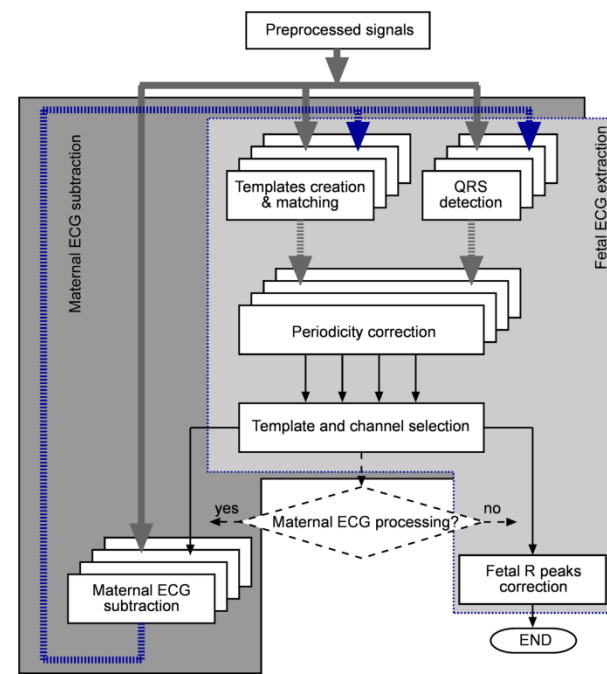 Preprocessed signals
Maternal ECG subtraction
Fetal ECG extraction
Templates creation
& matching
QRS
detection
Periodicity correction
Template and channel selection
yes
Maternal ECG processing?
no
Maternal ECG
subtraction
Fetal R peaks
correction
END